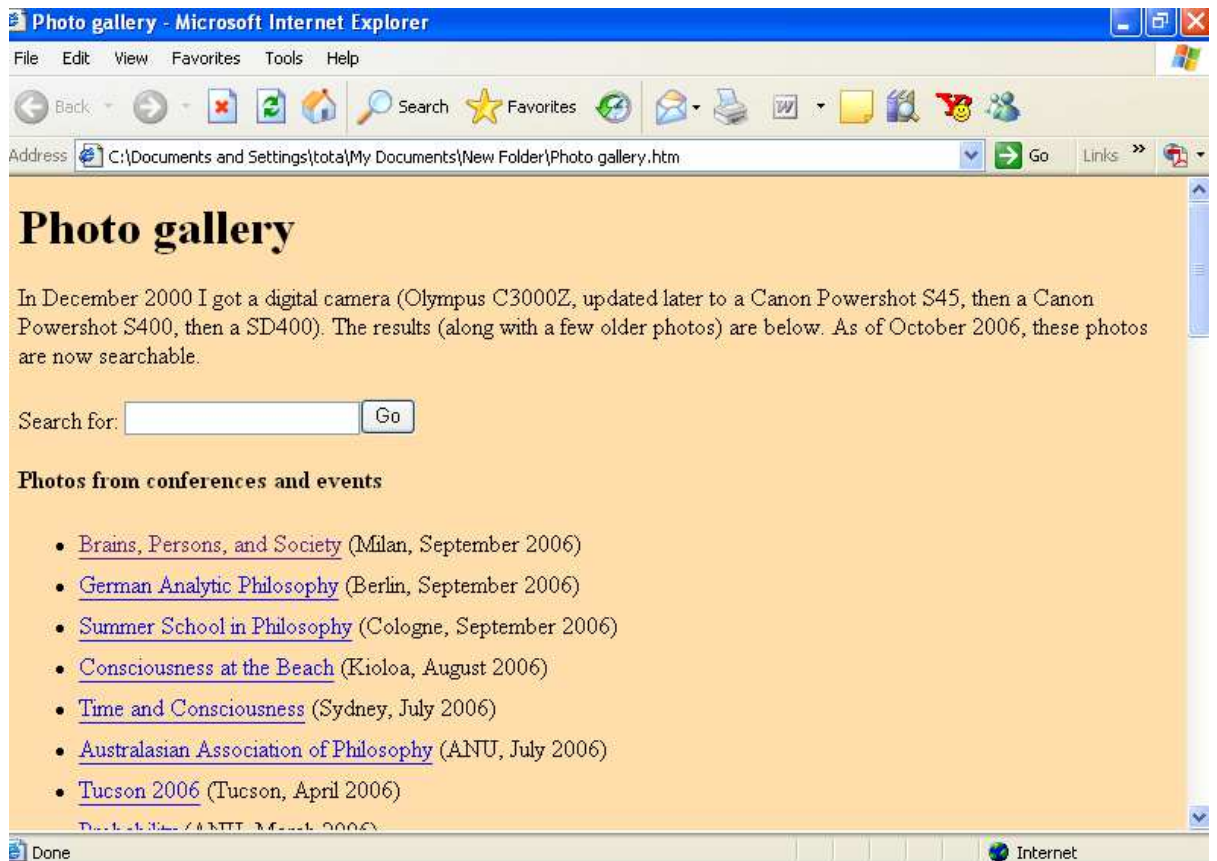 Photo gallery - Microsoft Internet Explorer
File Edit View Favorites Tools Help
Back Search Favorites
Address C:\Documents and Settings\tota\My Documents\New Folder\Photo gallery.htm Go Links »
Photo gallery
In December 2000 I got a digital camera (Olympus C3000Z, updated later to a Canon Powershot S45, then a Canon
Powershot S400, then a SD400). The results (along with a few older photos) are below. As of October 2006, these photos
are now searchable.
Search for: Go
Photos from conferences and events
• Brains, Persons, and Society (Milan, September 2006)
• German Analytic Philosophy (Berlin, September 2006)
• Summer School in Philosophy (Cologne, September 2006)
• Consciousness at the Beach (Kioloa, August 2006)
• Time and Consciousness (Sydney, July 2006)
• Australasian Association of Philosophy (ANU, July 2006)
• Tucson 2006 (Tucson, April 2006)
Probability (ANU, March 2006)
Done Internet